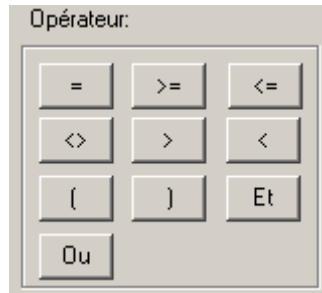 Opérateur:
= >= <=
<> > <
( ) Et
Ou